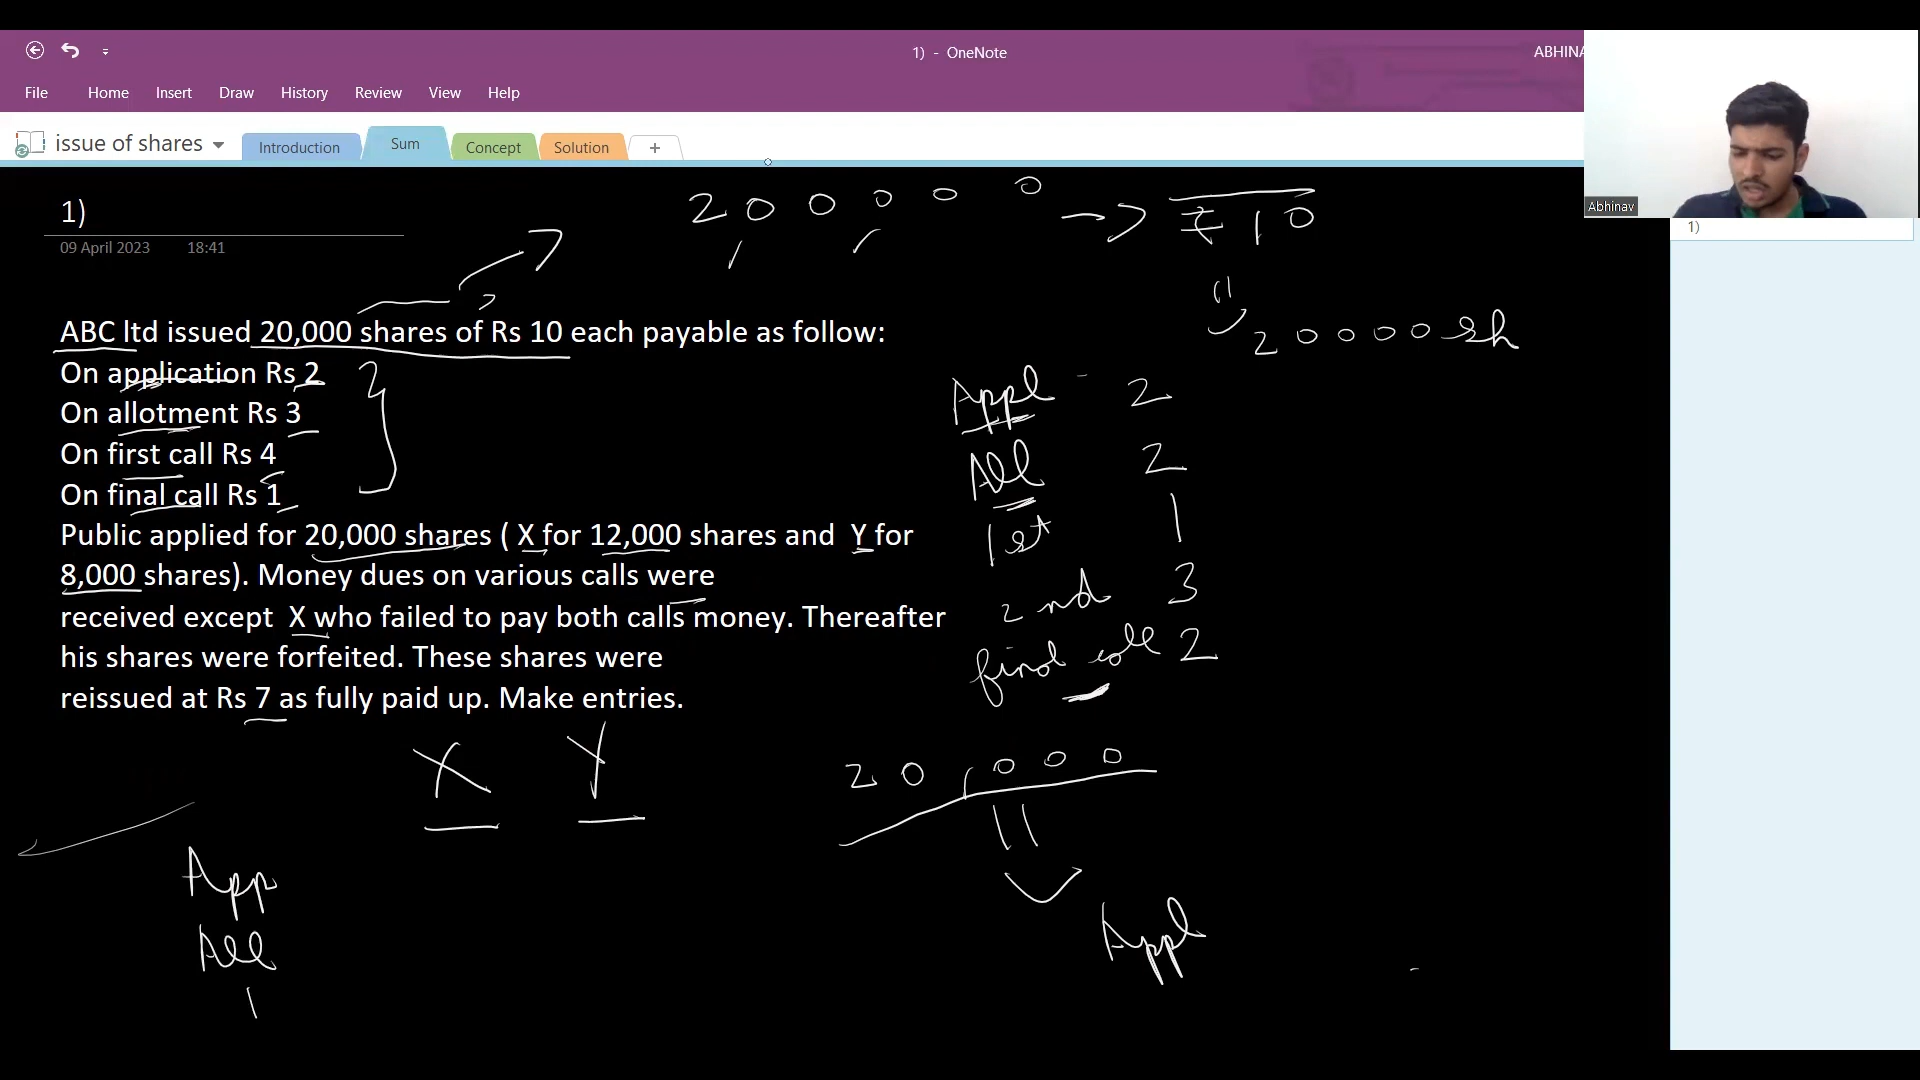 1) - OneNote
ABHINA
File Home Insert Draw History Review View Help
issue of shares Introduction Sum Concept Solution +
Abhinav
1)
1)
09 April 2023 18:41
2,00,000 → ₹10
20000 sh
ABC ltd issued 20,000 shares of Rs 10 each payable as follow:
On application Rs 2
On allotment Rs 3
On first call Rs 4
On final call Rs 1
Public applied for 20,000 shares ( X for 12,000 shares and Y for
8,000 shares). Money dues on various calls were
received except X who failed to pay both calls money. Thereafter
his shares were forfeited. These shares were
reissued at Rs 7 as fully paid up. Make entries.
Appl 2
All 2
1st 1
2nd 3
final call 2
X Y
20,000
Appl
App
All
1